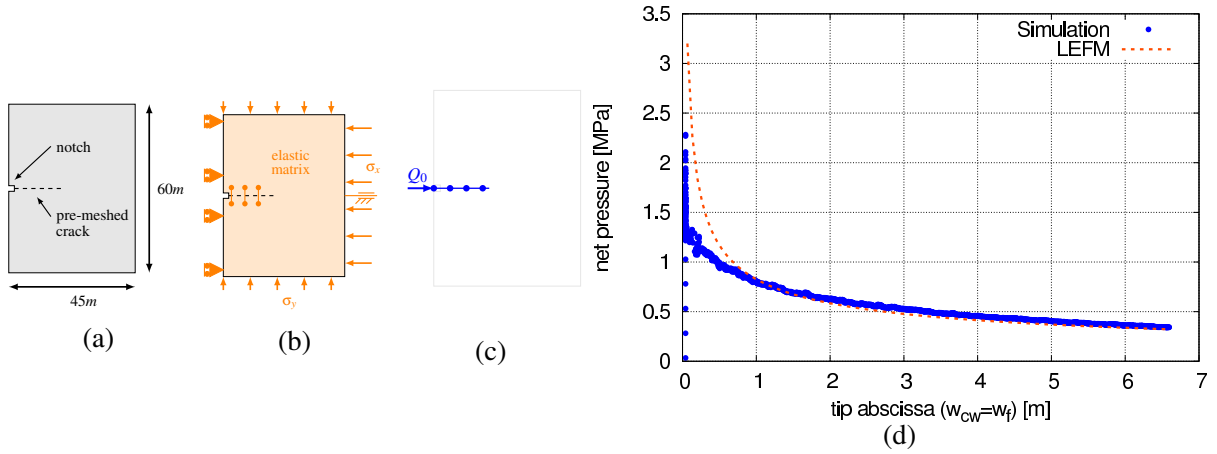 notch
pre-meshed
crack
60m
45m
(a)
elastic
matrix
σx
σy
(b)
Q0
(c)
3.5
3
2.5
2
1.5
1
0.5
0
net pressure [MPa]
Simulation
LEFM
0 1 2 3 4 5 6 7
tip abscissa (wcw=wf) [m]
(d)